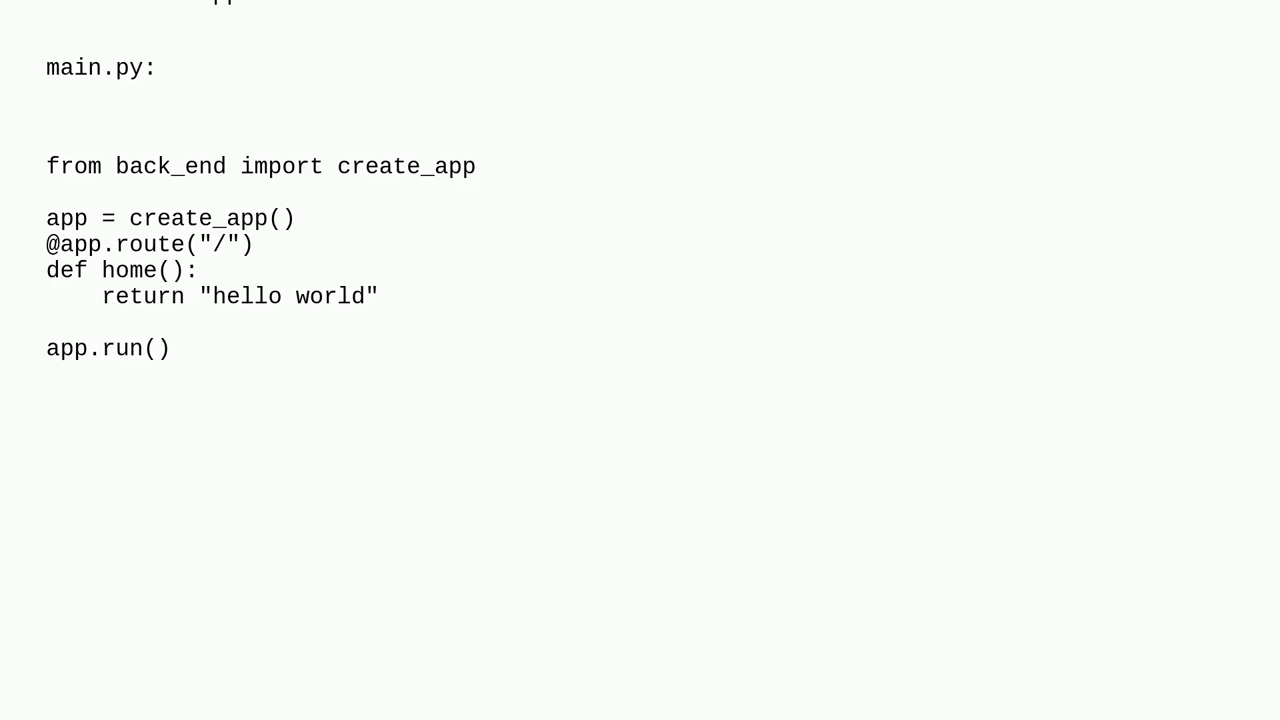 main.py:
from back_end import create_app
app = create_app()
@app.route("/")
def home():
    return "hello world"
app.run()